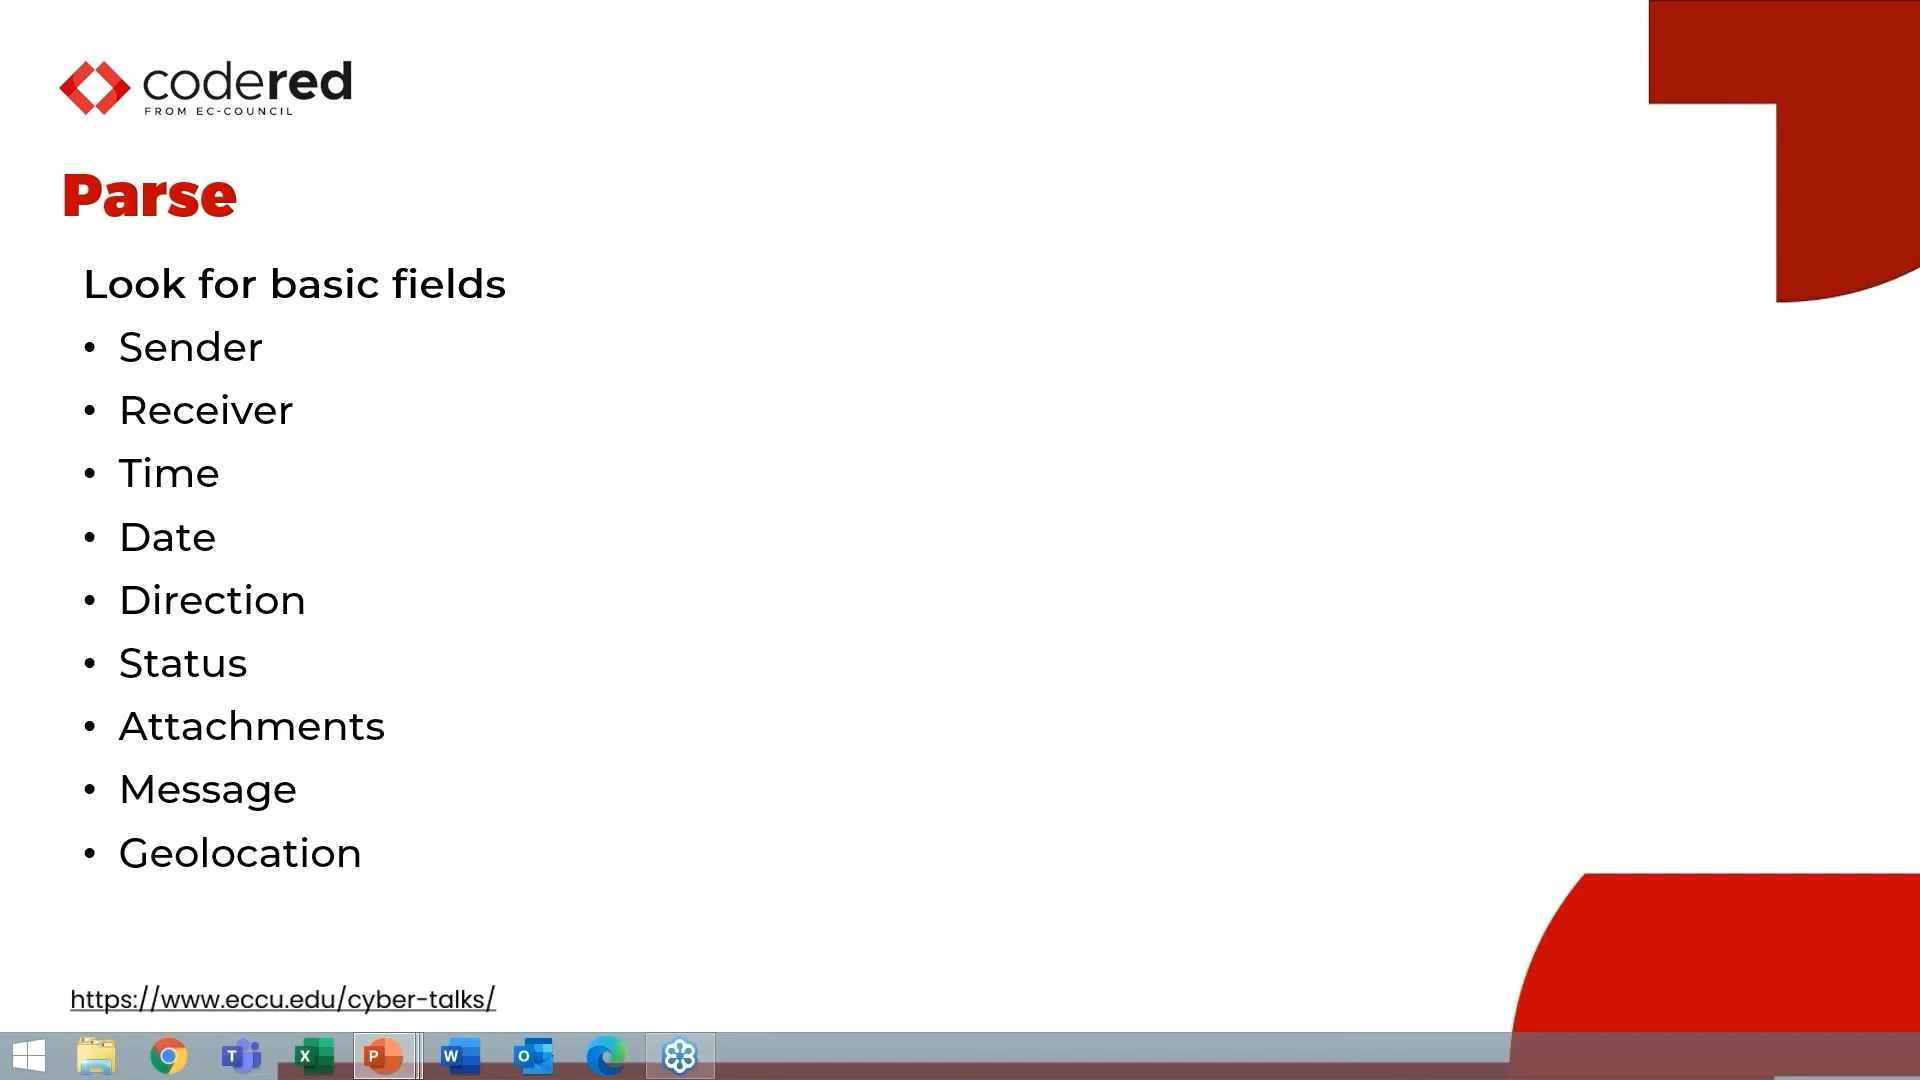 codered
FROM EC-COUNCIL
Parse
Look for basic fields
• Sender
• Receiver
• Time
• Date
• Direction
• Status
• Attachments
• Message
• Geolocation
https://www.eccu.edu/cyber-talks/
T X P W O